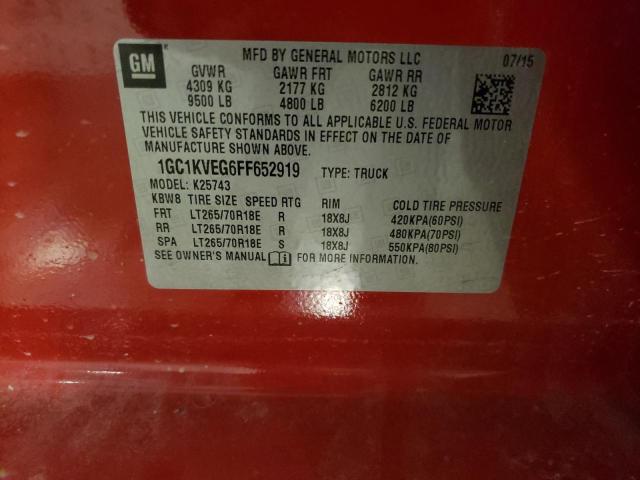 GM
MFD BY GENERAL MOTORS LLC 07/15
GVWR GAWR FRT GAWR RR
4309 KG 2177 KG 2812 KG
9500 LB 4800 LB 6200 LB
THIS VEHICLE CONFORMS TO ALL APPLICABLE U.S. FEDERAL MOTOR
VEHICLE SAFETY STANDARDS IN EFFECT ON THE DATE OF
MANUFACTURE SHOWN ABOVE.
1GC1KVEG6FF652919 TYPE: TRUCK
MODEL: K25743
KBW8 TIRE SIZE SPEED RTG RIM COLD TIRE PRESSURE
FRT LT265/70R18E R 18X8J 420KPA(60PSI)
RR LT265/70R18E R 18X8J 480KPA(70PSI)
SPA LT265/70R18E S 18X8J 550KPA(80PSI)
SEE OWNER'S MANUAL FOR MORE INFORMATION.